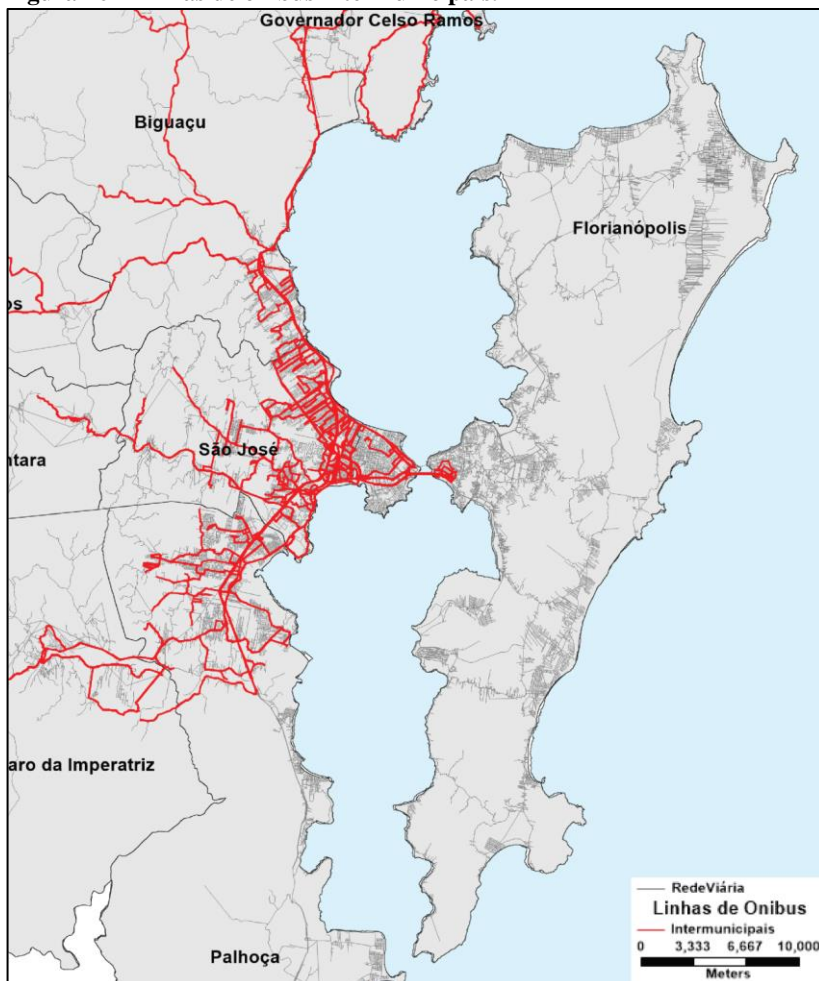 Governador Celso Ramos
Biguaçu
Florianópolis
os
São José
ntara
aro da Imperatriz
Palhoça
RedeViária
Linhas de Onibus
Intermunicipais
0 3,333 6,667 10,000
Meters